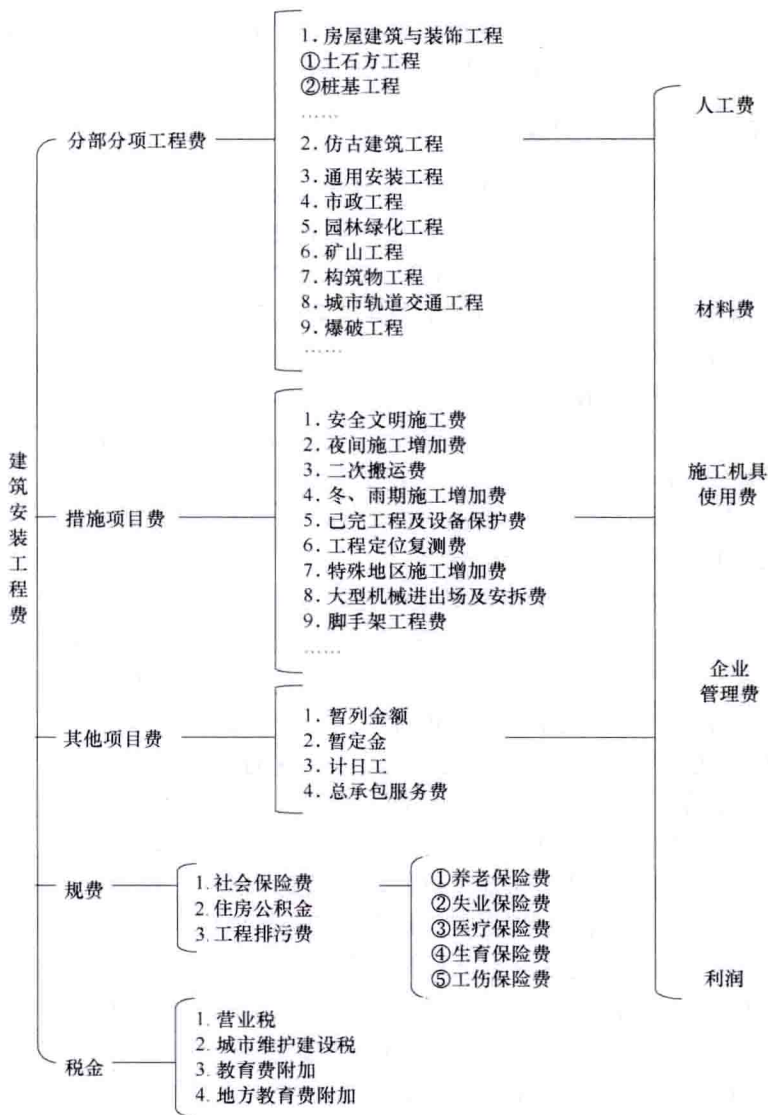 建筑安装工程费
分部分项工程费
1. 房屋建筑与装饰工程
①土石方工程
②桩基工程
……
2. 仿古建筑工程
3. 通用安装工程
4. 市政工程
5. 园林绿化工程
6. 矿山工程
7. 构筑物工程
8. 城市轨道交通工程
9. 爆破工程
……
措施项目费
1. 安全文明施工费
2. 夜间施工增加费
3. 二次搬运费
4. 冬、雨期施工增加费
5. 已完工程及设备保护费
6. 工程定位复测费
7. 特殊地区施工增加费
8. 大型机械进出场及安拆费
9. 脚手架工程费
……
其他项目费
1. 暂列金额
2. 暂定金
3. 计日工
4. 总承包服务费
人工费
材料费
施工机具
使用费
企业
管理费
利润
规费
1. 社会保险费
2. 住房公积金
3. 工程排污费
①养老保险费
②失业保险费
③医疗保险费
④生育保险费
⑤工伤保险费
税金
1. 营业税
2. 城市维护建设税
3. 教育费附加
4. 地方教育费附加